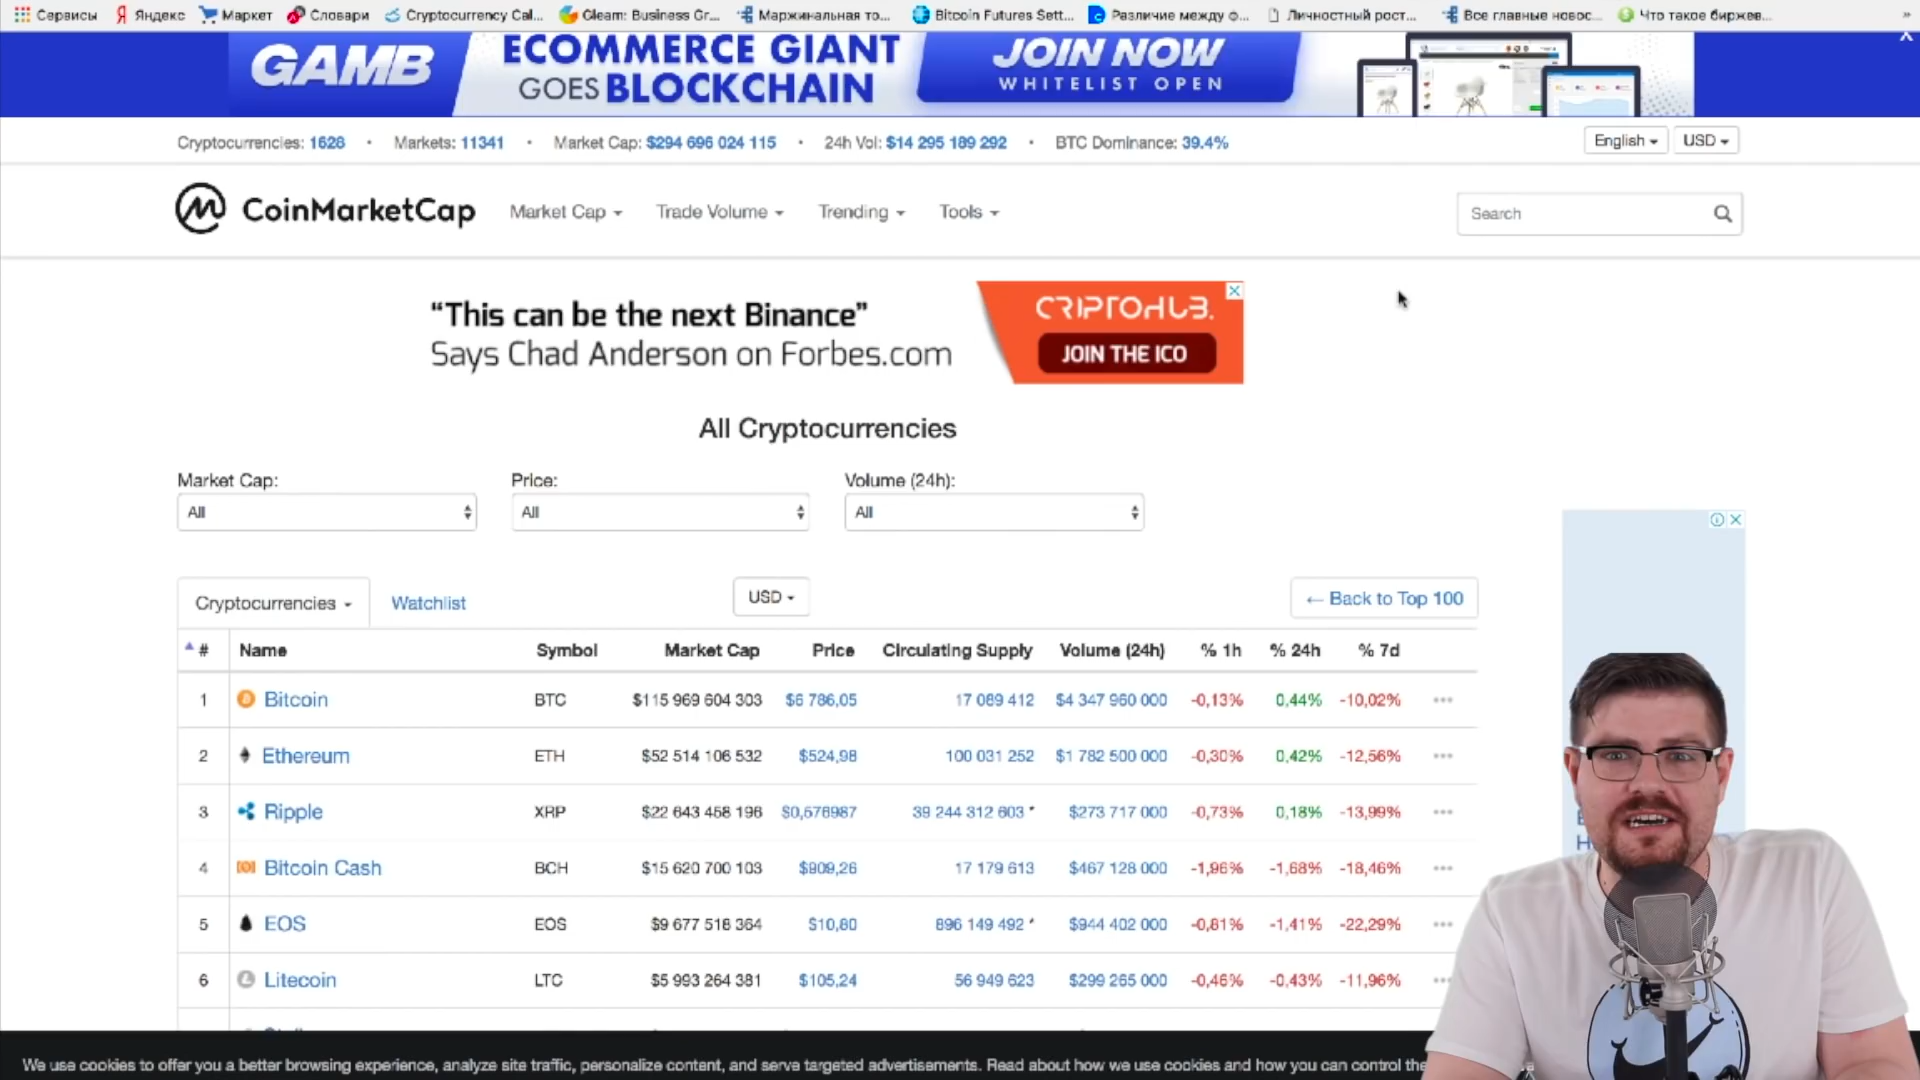 Сервисы Яндекс Маркет Словари Cryptocurrency Cal... Gleam: Business Gr... Маржинальная то... Bitcoin Futures Sett... Различие между ф... Личностный рост... Все главные новос... Что такое биржев... »
GAMB ECOMMERCE GIANT GOES BLOCKCHAIN JOIN NOW WHITELIST OPEN X
Cryptocurrencies: 1628 • Markets: 11341 • Market Cap: $294 696 024 115 • 24h Vol: $14 295 189 292 • BTC Dominance: 39.4% English USD
CoinMarketCap Market Cap Trade Volume Trending Tools Search
“This can be the next Binance” CRIPTOHUB.
Says Chad Anderson on Forbes.com JOIN THE ICO
All Cryptocurrencies
Market Cap: Price: Volume (24h):
All All All
Cryptocurrencies Watchlist USD ← Back to Top 100
# Name Symbol Market Cap Price Circulating Supply Volume (24h) % 1h % 24h % 7d
1 Bitcoin BTC $115 969 604 303 $6 786,05 17 089 412 $4 347 960 000 -0,13% 0,44% -10,02%
2 Ethereum ETH $52 514 106 532 $524,98 100 031 252 $1 782 500 000 -0,30% 0,42% -12,56%
3 Ripple XRP $22 643 458 196 $0,576987 39 244 312 603 * $273 717 000 -0,73% 0,18% -13,99%
4 Bitcoin Cash BCH $15 620 700 103 $909,26 17 179 613 $467 128 000 -1,96% -1,68% -18,46%
5 EOS EOS $9 677 518 364 $10,80 896 149 492 * $944 402 000 -0,81% -1,41% -22,29%
6 Litecoin LTC $5 993 264 381 $105,24 56 949 623 $299 265 000 -0,46% -0,43% -11,96%
We use cookies to offer you a better browsing experience, analyze site traffic, personalize content, and serve targeted advertisements. Read about how we use cookies and how you can control the